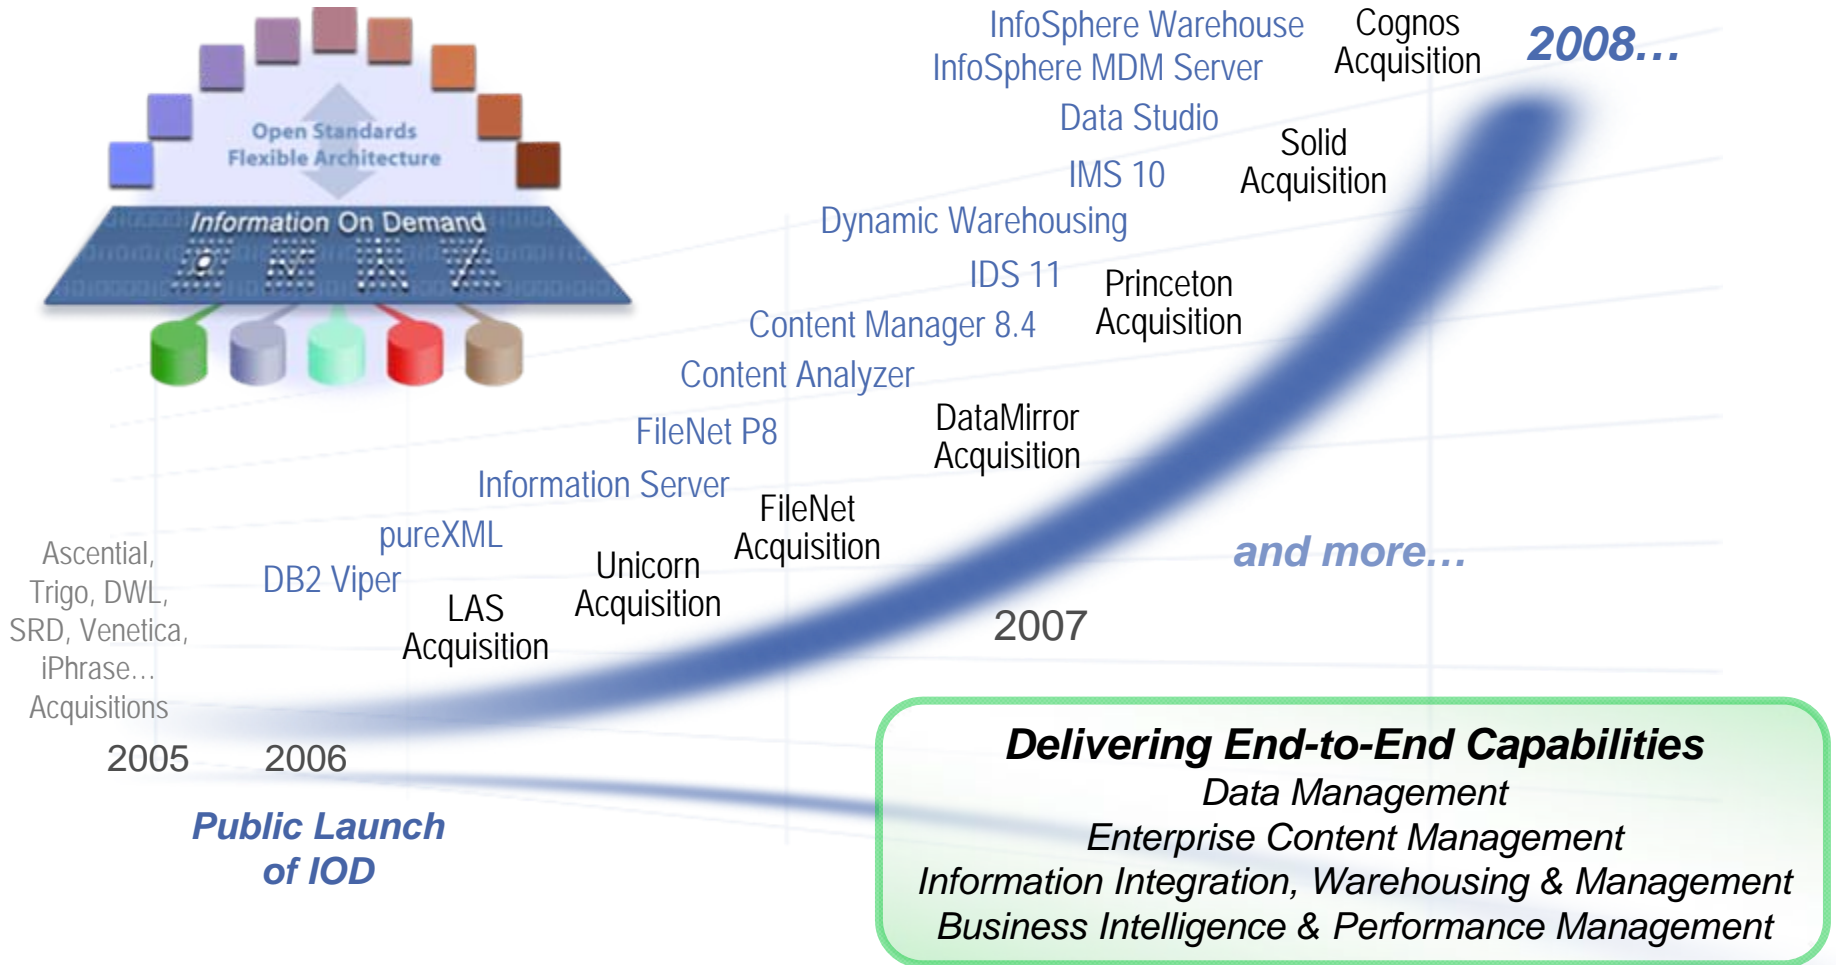 InfoSphere Warehouse
Cognos
Acquisition
2008...
InfoSphere MDM Server
Data Studio
Solid
Acquisition
Open Standards
Flexible Architecture
IMS 10
Information On Demand
Dynamic Warehousing
IDS 11
Princeton
Acquisition
Content Manager 8.4
Content Analyzer
DataMirror
Acquisition
FileNet P8
Information Server
FileNet
Acquisition
pureXML
Unicorn
Acquisition
and more...
Ascential,
Trigo, DWL,
SRD, Venetica,
iPhrase...
Acquisitions
DB2 Viper
LAS
Acquisition
2007
2005
2006
Public Launch
of IOD
Delivering End-to-End Capabilities
Data Management
Enterprise Content Management
Information Integration, Warehousing & Management
Business Intelligence & Performance Management